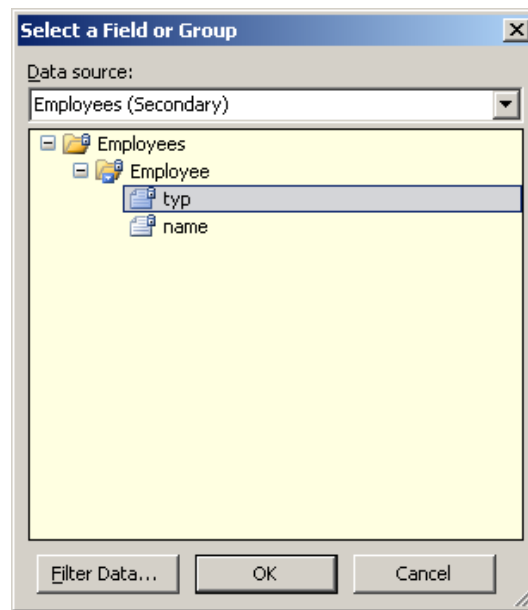 Select a Field or Group
Data source:
Employees (Secondary)
Employees
Employee
typ
name
Filter Data... OK Cancel